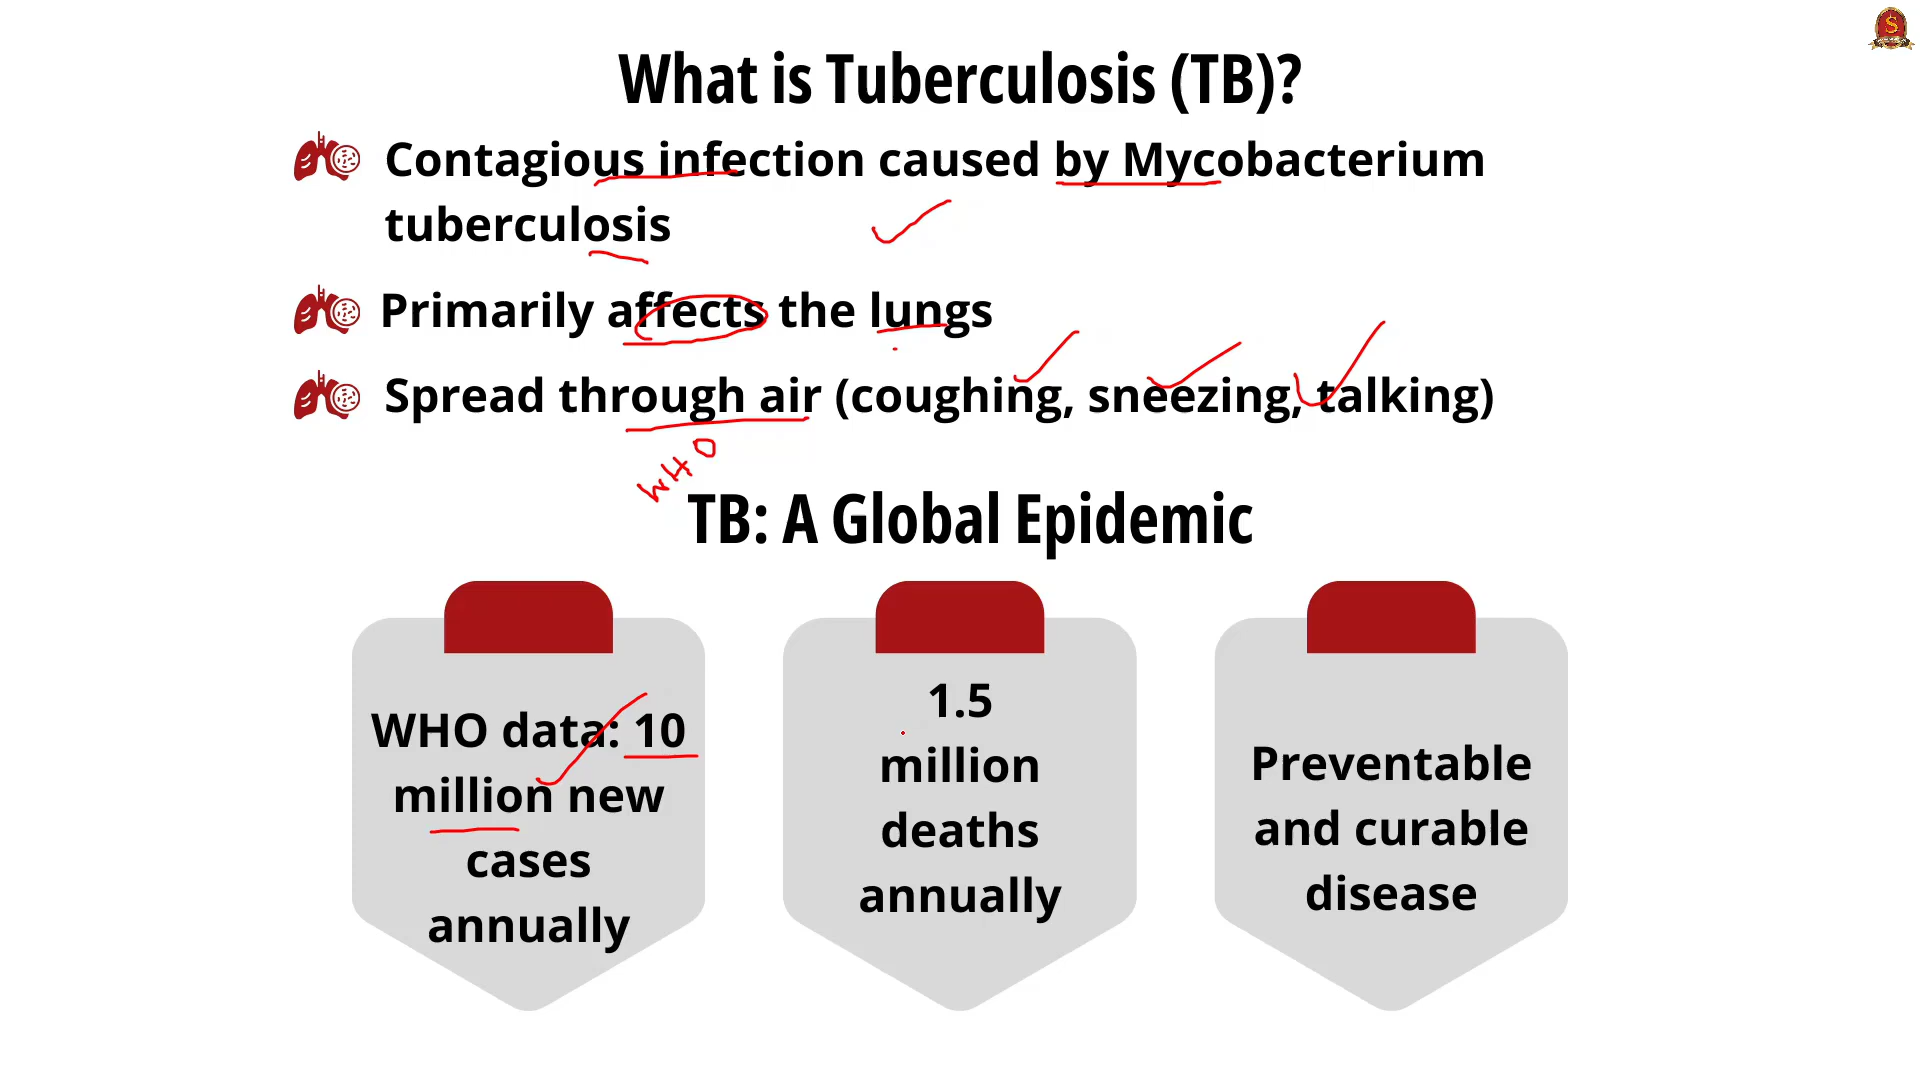 What is Tuberculosis (TB)?
Contagious infection caused by Mycobacterium
tuberculosis
Primarily affects the lungs
Spread through air (coughing, sneezing, talking)
WHO
TB: A Global Epidemic
WHO data: 10
million new
cases
annually
1.5
million
deaths
annually
Preventable
and curable
disease